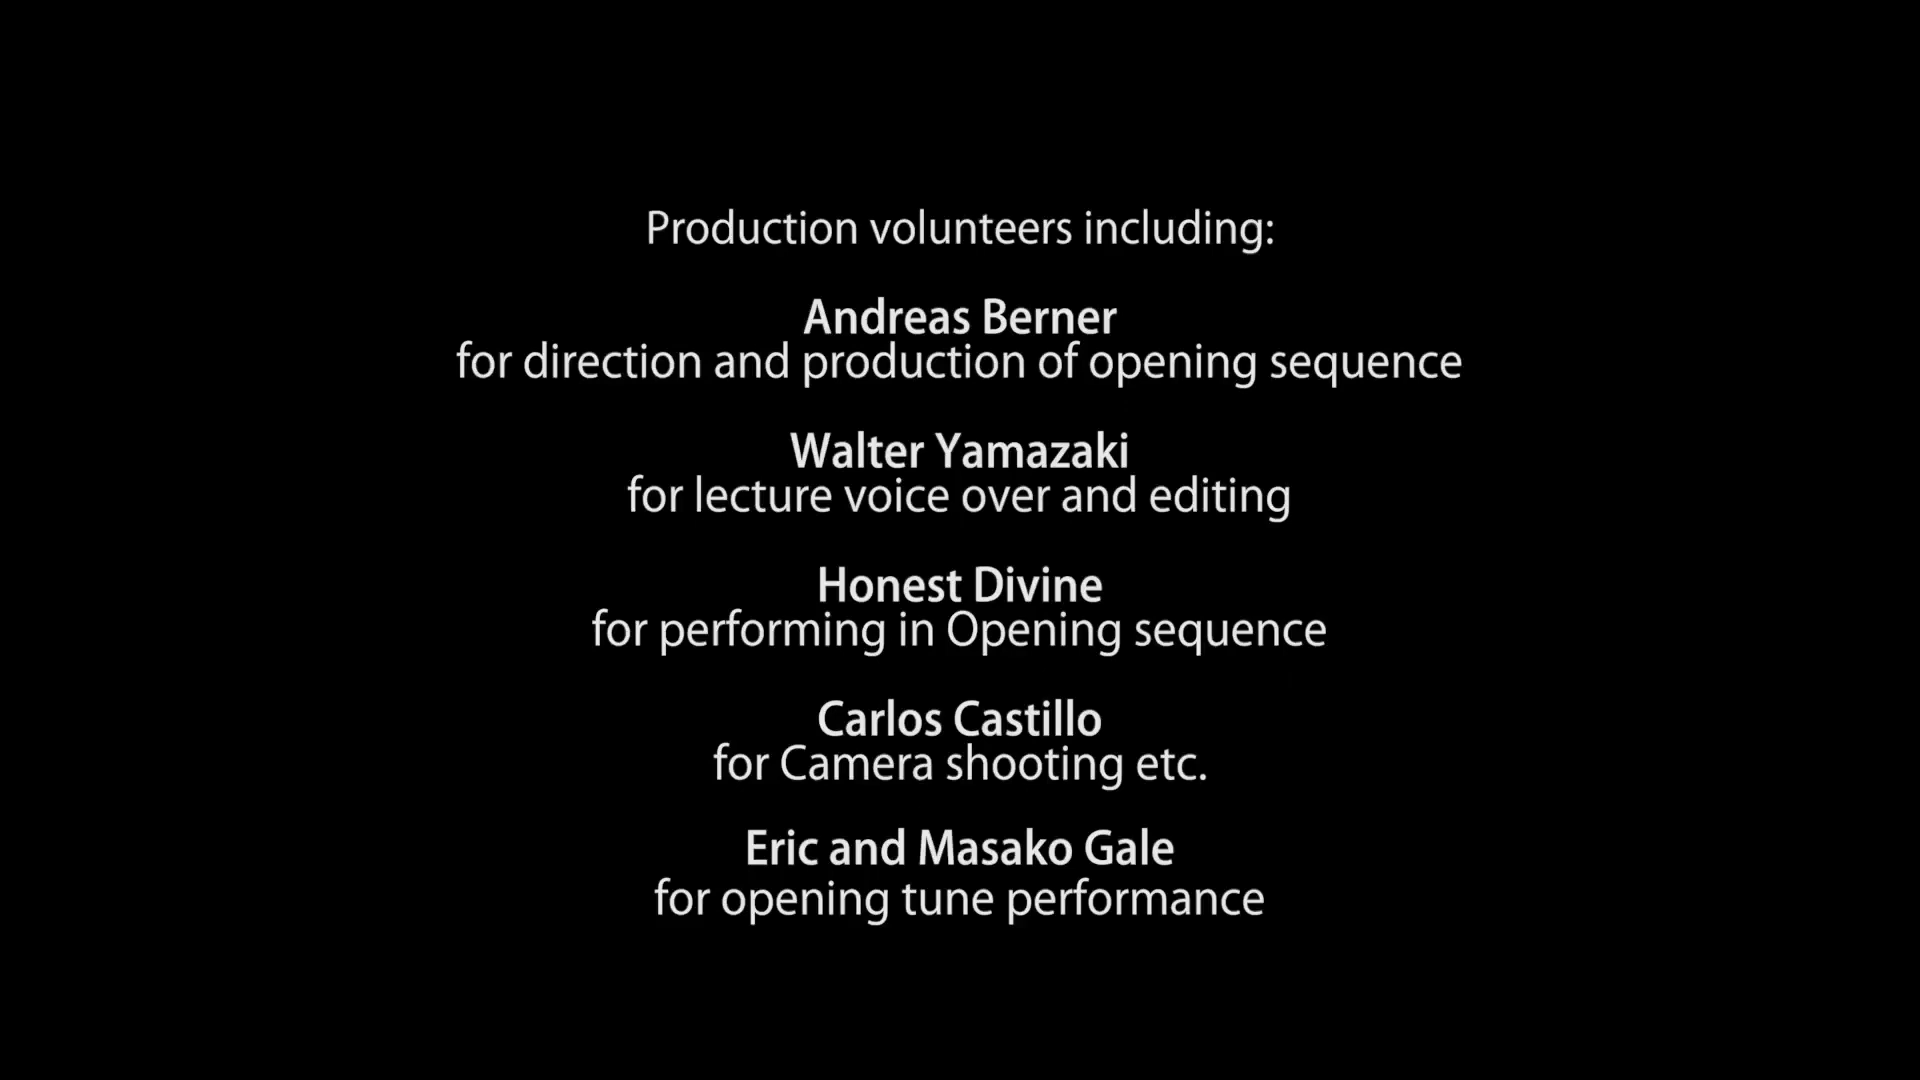 Production volunteers including:
Andreas Berner
for direction and production of opening sequence
Walter Yamazaki
for lecture voice over and editing
Honest Divine
for performing in Opening sequence
Carlos Castillo
for Camera shooting etc.
Eric and Masako Gale
for opening tune performance